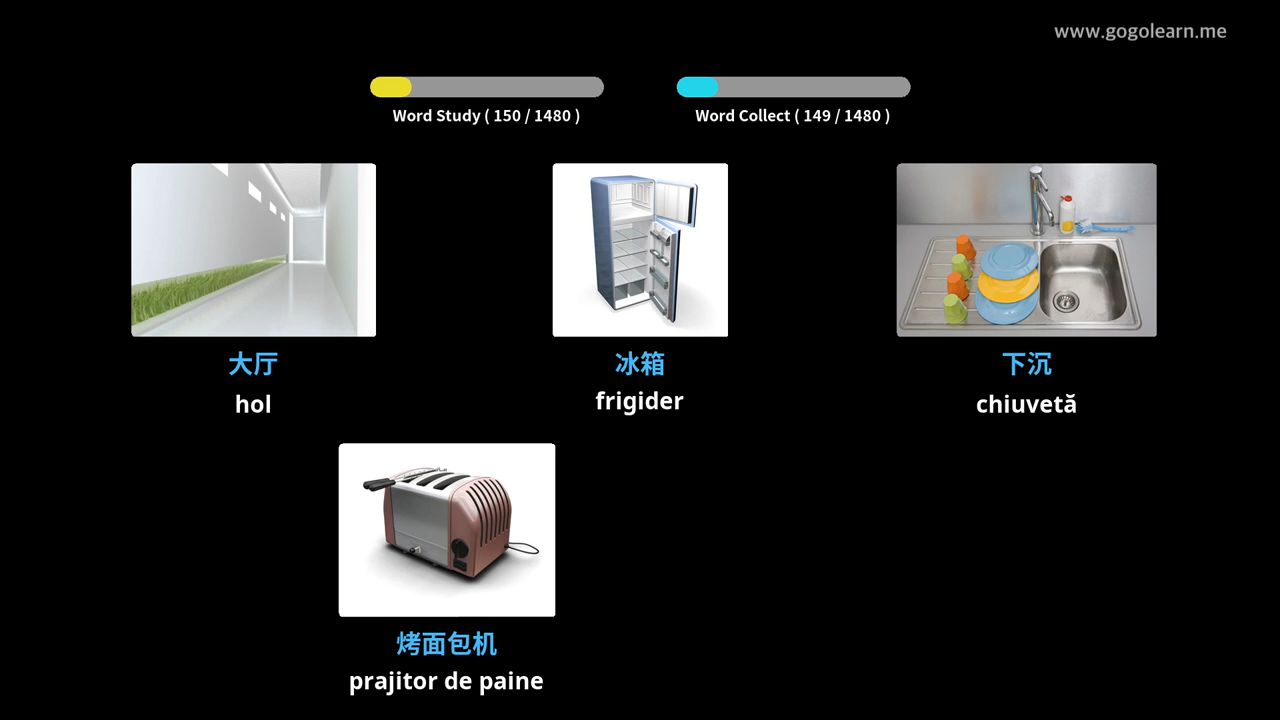 www.gogolearn.me
Word Study ( 150 / 1480 )
Word Collect ( 149 / 1480 )
大厅
hol
冰箱
frigider
下沉
chiuvetă
烤面包机
prajitor de paine